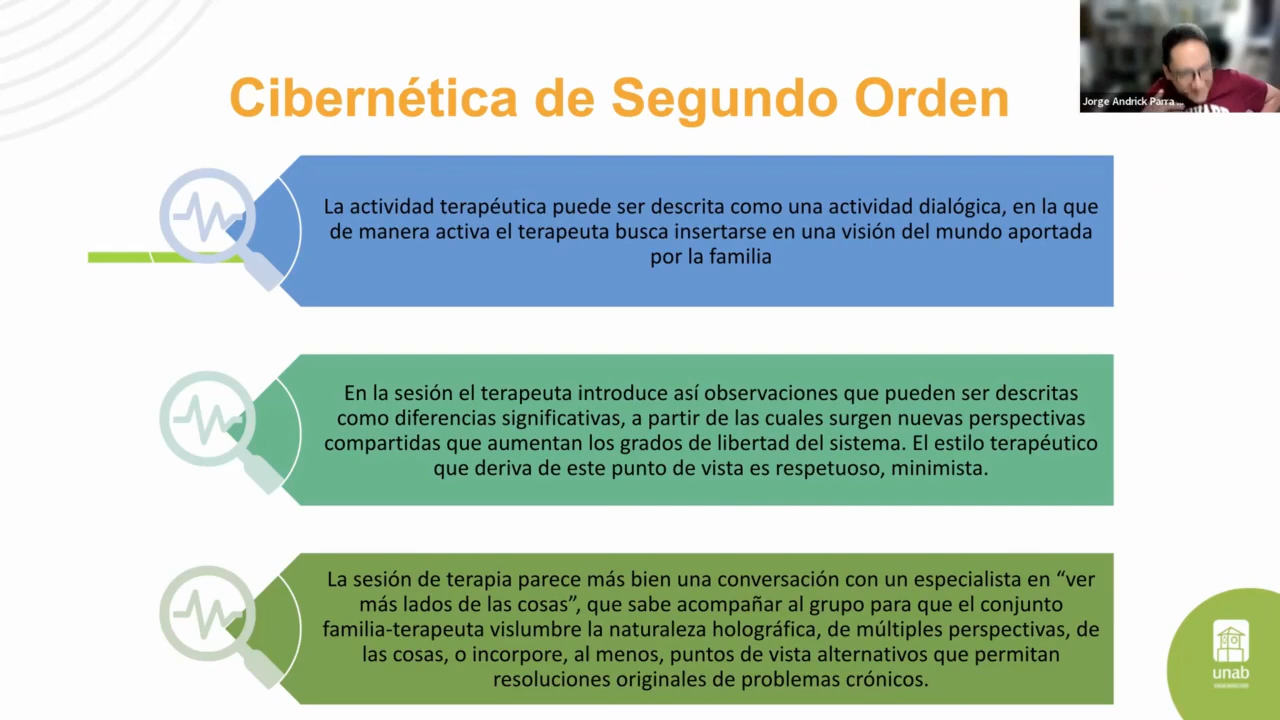 Cibernética de Segundo Orden
Jorge Andrick Parra ...
La actividad terapéutica puede ser descrita como una actividad dialógica, en la que
de manera activa el terapeuta busca insertarse en una visión del mundo aportada
por la familia
En la sesión el terapeuta introduce así observaciones que pueden ser descritas
como diferencias significativas, a partir de las cuales surgen nuevas perspectivas
compartidas que aumentan los grados de libertad del sistema. El estilo terapéutico
que deriva de este punto de vista es respetuoso, minimista.
La sesión de terapia parece más bien una conversación con un especialista en “ver
más lados de las cosas”, que sabe acompañar al grupo para que el conjunto
familia-terapeuta vislumbre la naturaleza holográfica, de múltiples perspectivas, de
las cosas, o incorpore, al menos, puntos de vista alternativos que permitan
resoluciones originales de problemas crónicos.
unab